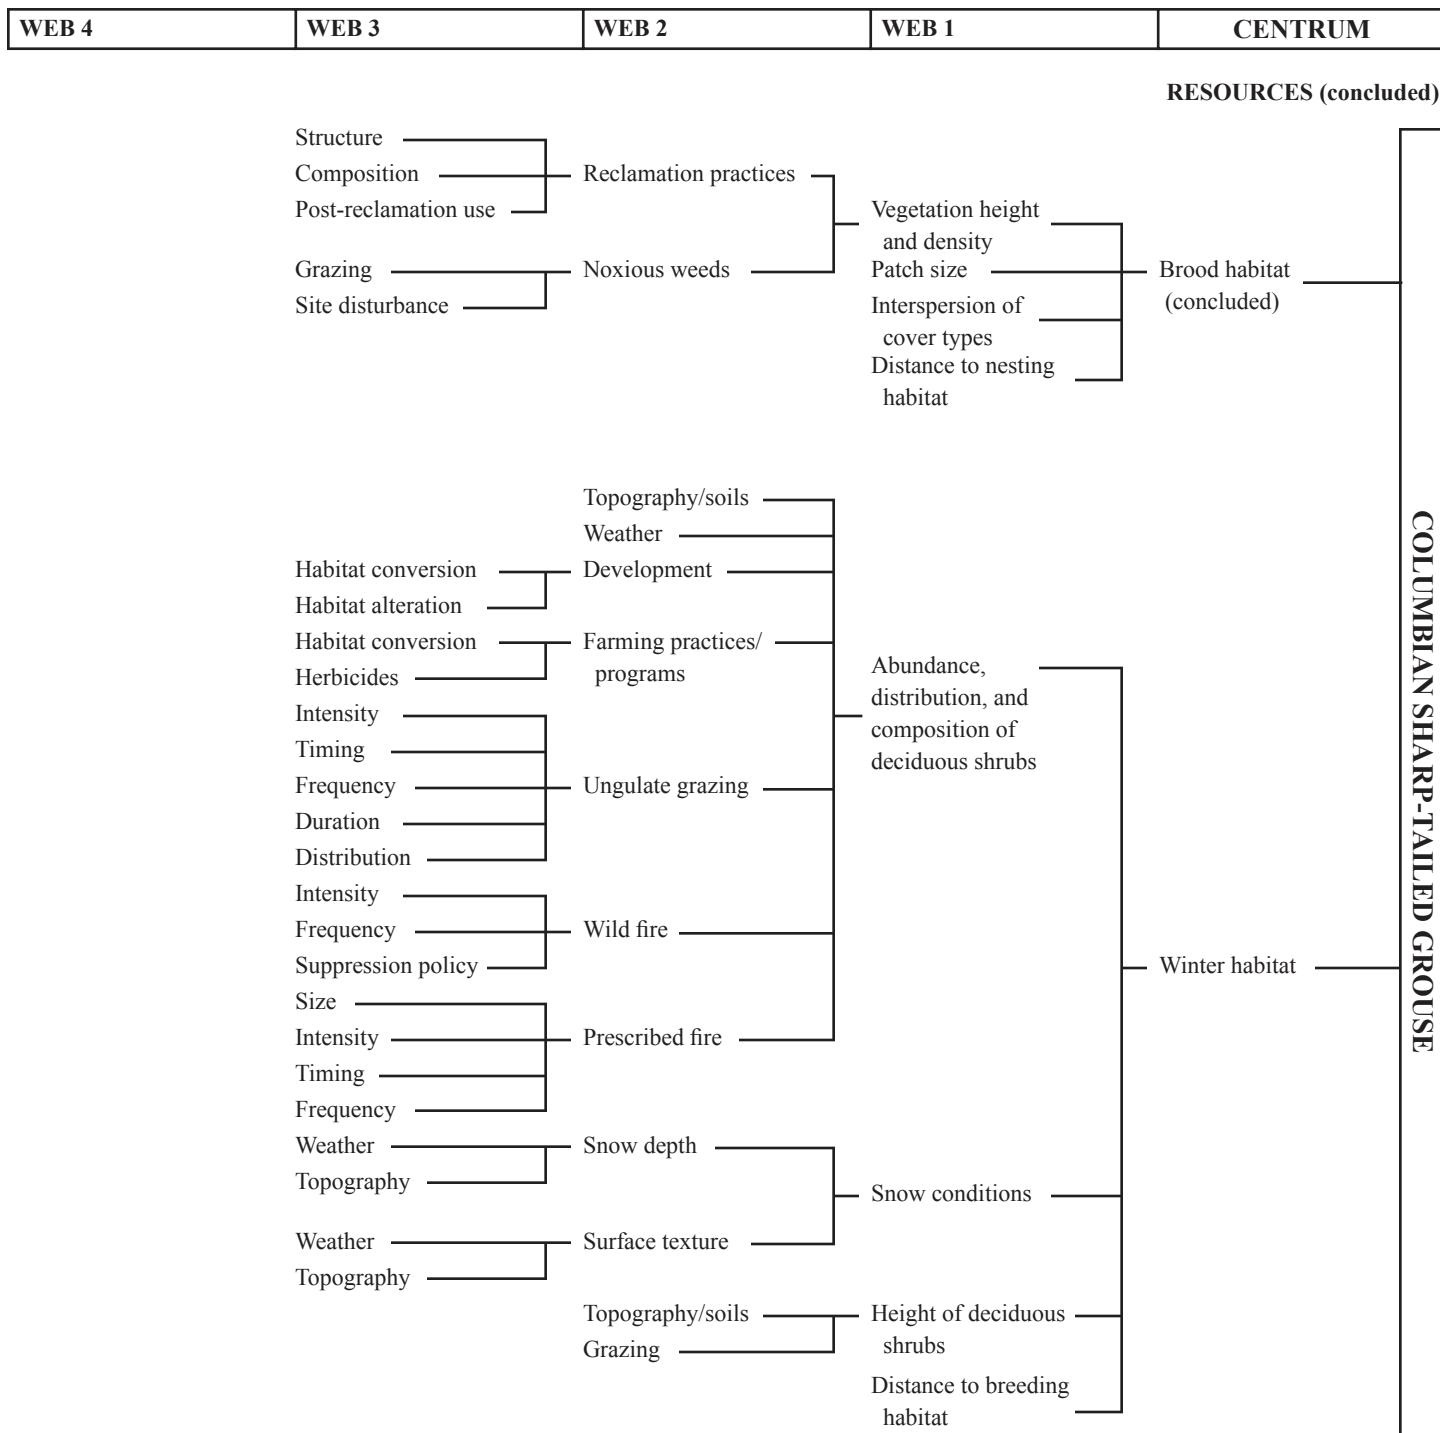 WEB 4 WEB 3 WEB 2 WEB 1 CENTRUM
RESOURCES (concluded)
Structure
Composition
Post-reclamation use
Grazing
Site disturbance
Reclamation practices
Noxious weeds
Vegetation height
and density
Patch size
Interspersion of
cover types
Distance to nesting
habitat
Brood habitat
(concluded)
Habitat conversion
Habitat alteration
Habitat conversion
Herbicides
Intensity
Timing
Frequency
Duration
Distribution
Intensity
Frequency
Suppression policy
Size
Intensity
Timing
Frequency
Weather
Topography
Weather
Topography
Topography/soils
Weather
Development
Farming practices/
programs
Ungulate grazing
Wild fire
Prescribed fire
Snow depth
Surface texture
Topography/soils
Grazing
Abundance,
distribution, and
composition of
deciduous shrubs
Snow conditions
Height of deciduous
shrubs
Distance to breeding
habitat
Winter habitat
COLUMBIAN SHARP-TAILED GROUSE